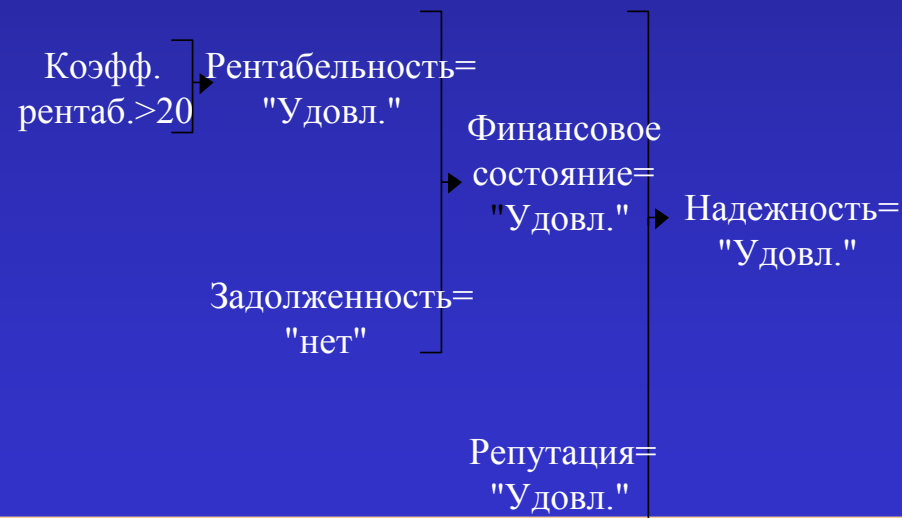 Коэфф.
рентаб.>20
Рентабельность=
"Удовл."
Задолженность=
"нет"
Финансовое
состояние=
"Удовл."
Репутация=
"Удовл."
Надежность=
"Удовл."